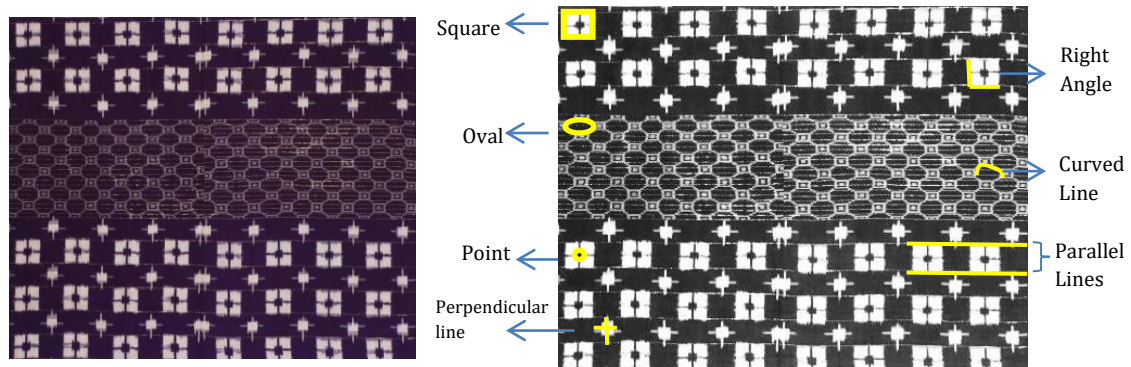 Square
Oval
Point
Perpendicular
line
Right
Angle
Curved
Line
Parallel
Lines